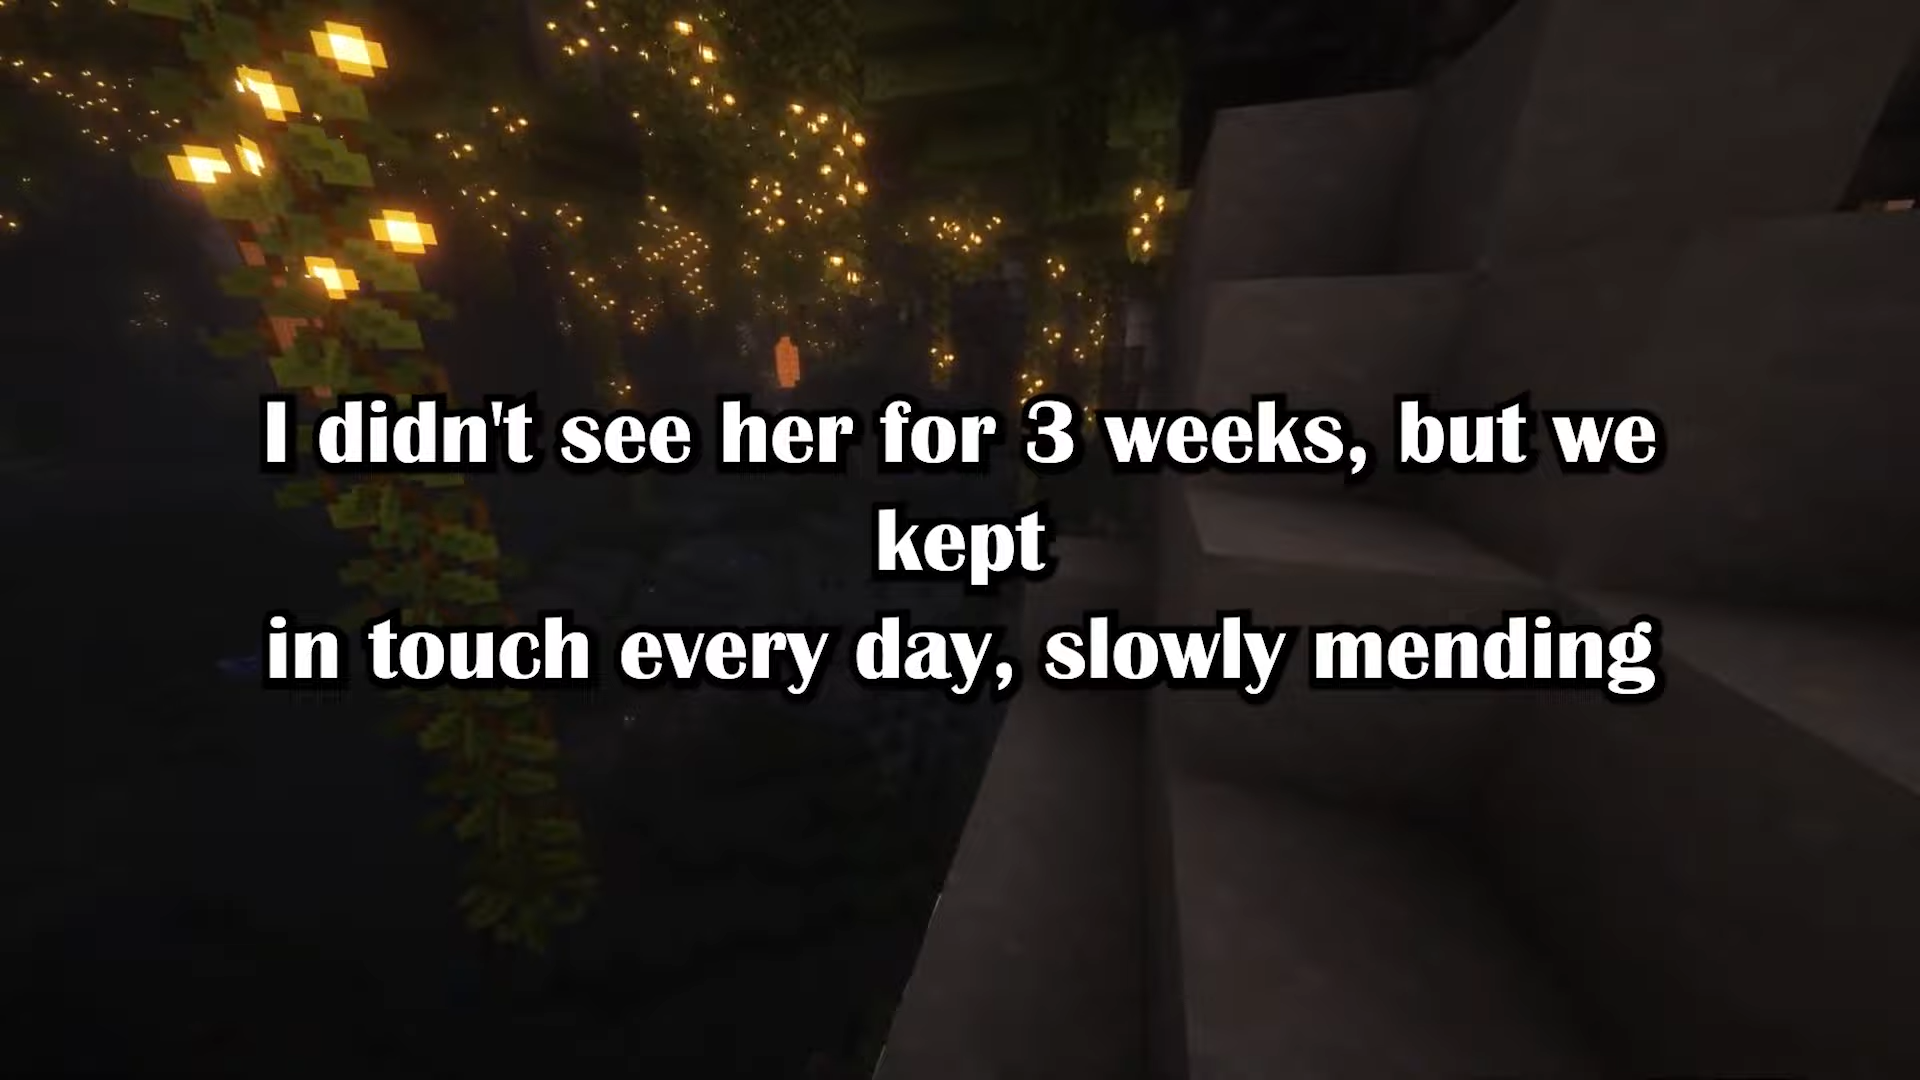 I didn't see her for 3 weeks, but we
kept
in touch every day, slowly mending